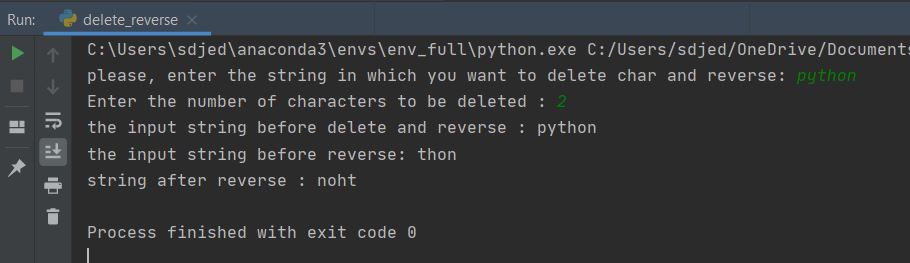 Run: delete_reverse
C:\Users\sdjed\anaconda3\envs\env_full\python.exe C:/Users/sdjed/OneDrive/Documents
please, enter the string in which you want to delete char and reverse: python
Enter the number of characters to be deleted : 2
the input string before delete and reverse : python
the input string before reverse: thon
string after reverse : noht
Process finished with exit code 0